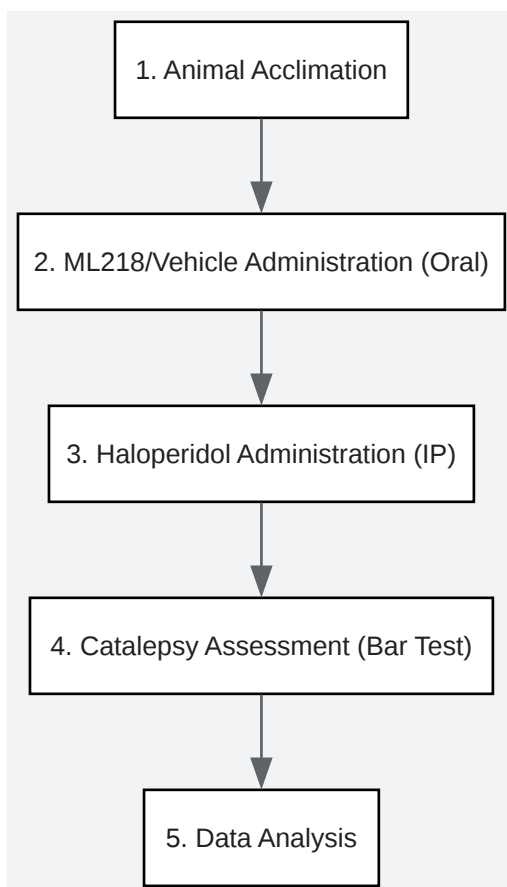 1. Animal Acclimation
2. ML218/Vehicle Administration (Oral)
3. Haloperidol Administration (IP)
4. Catalepsy Assessment (Bar Test)
5. Data Analysis